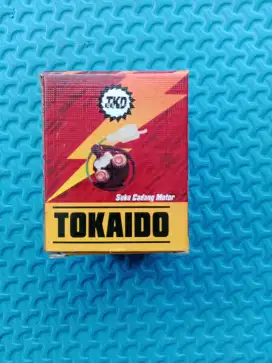 TKD
Suku Cadang Motor
TOKAIDO